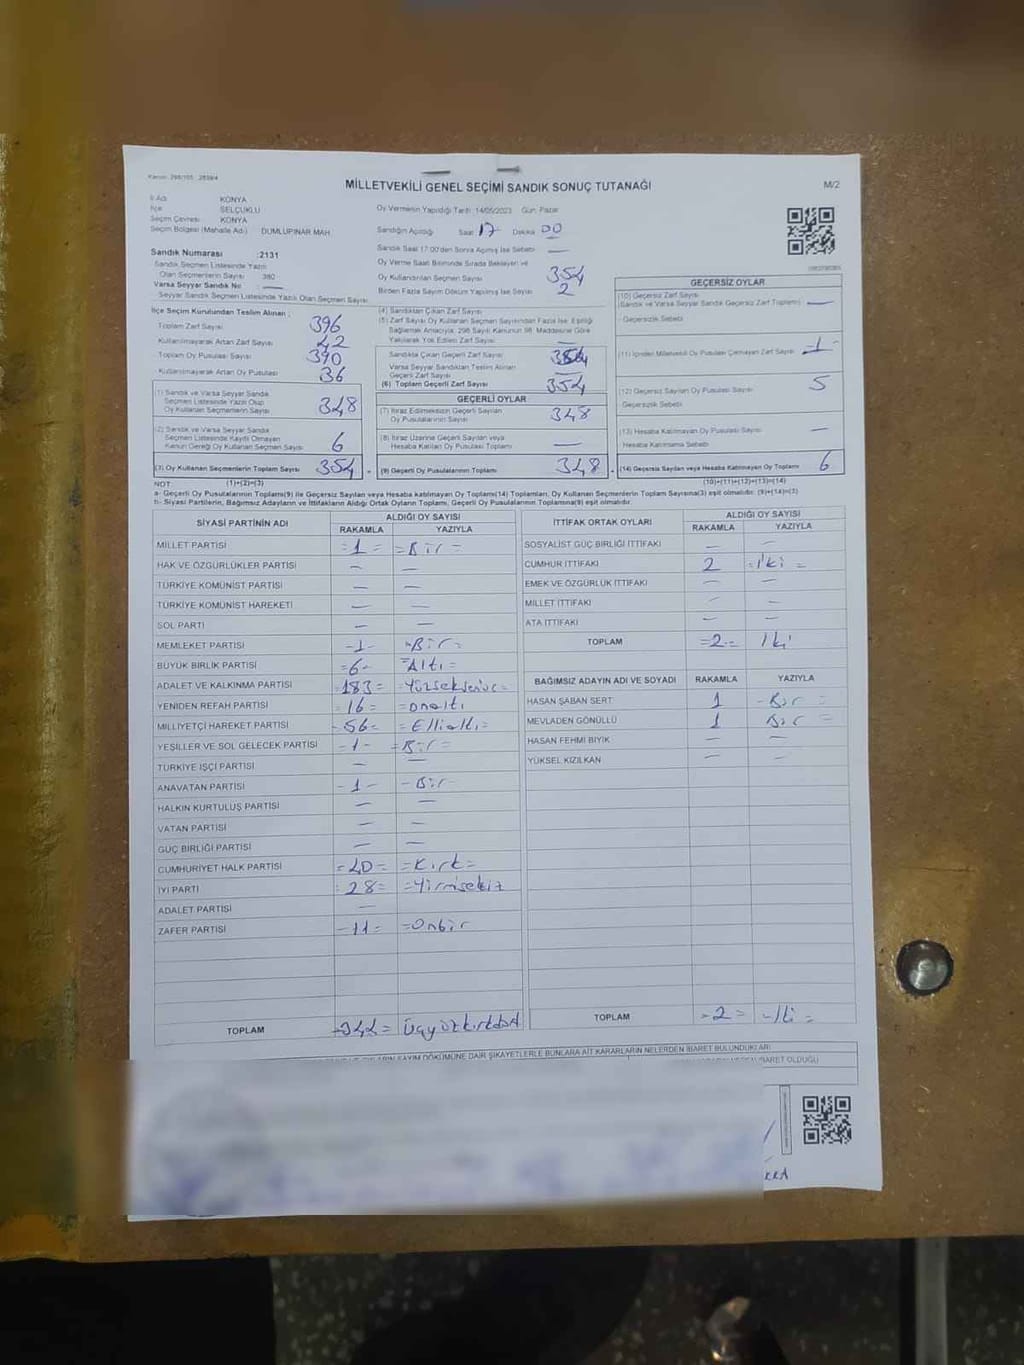 MİLLETVEKİLİ GENEL SEÇİMİ SANDIK SONUÇ TUTANAĞI
M/2
İl Adı KONYA
İlçe SELÇUKLU
Seçim Çevresi KONYA
Seçim Bölgesi (Mahalle Adı) DUMLUPINAR MAH.
Sandık Numarası :2131
Sandık Seçmen Listesinde Yazılı
Olan Seçmenlerin Sayısı 390
Varsa Seyyar Sandık No —
Seyyar Sandık Seçmen Listesinde Yazılı Olan Seçmen Sayısı
Oy Vermenin Yapıldığı Tarih : 14/05/2023 Gün: Pazar
Sandığın Açıldığı Saat 17 Dakika 00
Sandık Saat 17:00'den Sonra Açılmış İse Sebebi —
Oy Verme Saati Bitiminde Sırada Bekleyen ve
Oy Kullandırılan Seçmen Sayısı 354
Birden Fazla Sayım Döküm Yapılmış İse Sayısı 2
İlçe Seçim Kurulundan Teslim Alınan ;
Toplam Zarf Sayısı 396
Kullanılmayarak Artan Zarf Sayısı 42
Toplam Oy Pusulası Sayısı 390
Kullanılmayarak Artan Oy Pusulası 36
(1) Sandık ve Varsa Seyyar Sandık
Seçmen Listesinde Yazılı Olup
Oy Kullanan Seçmenlerin Sayısı 348
(2) Sandık ve Varsa Seyyar Sandık
Seçmen Listesinde Kayıtlı Olmayan
Kanun Gereği Oy Kullanan Seçmen Sayısı 6
(3) Oy Kullanan Seçmenlerin Toplam Sayısı 354
(1)+(2)=(3)
(4) Sandıktan Çıkan Zarf Sayısı
(5) Zarf Sayısı Oy Kullanan Seçmen Sayısından Fazla İse, Eşitliği
Sağlamak Amacıyla, 298 Sayılı Kanunun 98. Maddesine Göre
Yakılarak Yok Edilen Zarf Sayısı —
Sandıkta Çıkan Geçerli Zarf Sayısı 354
Varsa Seyyar Sandıktan Teslim Alınan
Geçerli Zarf Sayısı —
(6) Toplam Geçerli Zarf Sayısı 354
GEÇERLİ OYLAR
(7) İtiraz Edilmeksizin Geçerli Sayılan
Oy Pusulalarının Sayısı 348
(8) İtiraz Üzerine Geçerli Sayılan veya
Hesaba Katılan Oy Pusulası Toplamı —
(9) Geçerli Oy Pusulalarının Toplamı 348
GEÇERSİZ OYLAR
(10) Geçersiz Zarf Sayısı
(Sandık ve Varsa Seyyar Sandık Geçersiz Zarf Toplamı) —
Geçersizlik Sebebi
(11) İçinden Milletvekili Oy Pusulası Çıkmayan Zarf Sayısı -1-
(12) Geçersiz Sayılan Oy Pusulası Sayısı 5
Geçersizlik Sebebi
(13) Hesaba Katılmayan Oy Pusulası Sayısı —
Hesaba Katılmama Sebebi
(14) Geçersiz Sayılan veya Hesaba Katılmayan Oy Toplamı 6
(10)+(11)+(12)+(13)=(14)
NOT
a- Geçerli Oy Pusulalarının Toplamı(9) ile Geçersiz Sayılan veya Hesaba katılmayan Oy Toplamı(14) Toplamları, Oy Kullanan Seçmenlerin Toplam Sayısına(3) eşit olmalıdır. (9)+(14)=(3)
b- Siyasi Partilerin, Bağımsız Adayların ve İttifakların Aldığı Ortak Oyların Toplamı, Geçerli Oy Pusulalarının Toplamına(9) eşit olmalıdır.
SİYASİ PARTİNİN ADI ALDIĞI OY SAYISI
RAKAMLA YAZIYLA
MİLLET PARTİSİ =1= =Bir=
HAK VE ÖZGÜRLÜKLER PARTİSİ — —
TÜRKİYE KOMÜNİST PARTİSİ — —
TÜRKİYE KOMÜNİST HAREKETİ — —
SOL PARTİ — —
MEMLEKET PARTİSİ -1- =Bir=
BÜYÜK BİRLİK PARTİSİ =6- =Altı=
ADALET VE KALKINMA PARTİSİ =183=
YENİDEN REFAH PARTİSİ =16= =onaltı
MİLLİYETÇİ HAREKET PARTİSİ -56= =Ellialtı=
YEŞİLLER VE SOL GELECEK PARTİSİ -1- =Bir=
TÜRKİYE İŞÇİ PARTİSİ — —
ANAVATAN PARTİSİ -1- -Bir-
HALKIN KURTULUŞ PARTİSİ — —
VATAN PARTİSİ — —
GÜÇ BİRLİĞİ PARTİSİ — —
CUMHURİYET HALK PARTİSİ =40= =Kırk=
İYİ PARTİ =28= =Yirmisekiz
ADALET PARTİSİ —
ZAFER PARTİSİ -11= =Onbir
TOPLAM -344= Üçyüzkırkdört
İTTİFAK ORTAK OYLARI ALDIĞI OY SAYISI
RAKAMLA YAZIYLA
SOSYALİST GÜÇ BİRLİĞİ İTTİFAKI — —
CUMHUR İTTİFAKI 2 =İki=
EMEK VE ÖZGÜRLÜK İTTİFAKI — —
MİLLET İTTİFAKI — —
ATA İTTİFAKI — —
TOPLAM =2= İki
BAĞIMSIZ ADAYIN ADI VE SOYADI RAKAMLA YAZIYLA
HASAN ŞABAN SERT 1 -Bir=
MEVLADEN GÖNÜLLÜ 1 Bir=
HASAN FEHMİ BIYIK — —
YÜKSEL KIZILKAN — —
TOPLAM -2= -İki=
OYLARIN SAYIM DÖKÜMÜNE DAİR ŞİKAYETLERLE BUNLARA AİT KARARLARIN NELERDEN İBARET BULUNDUKLARI